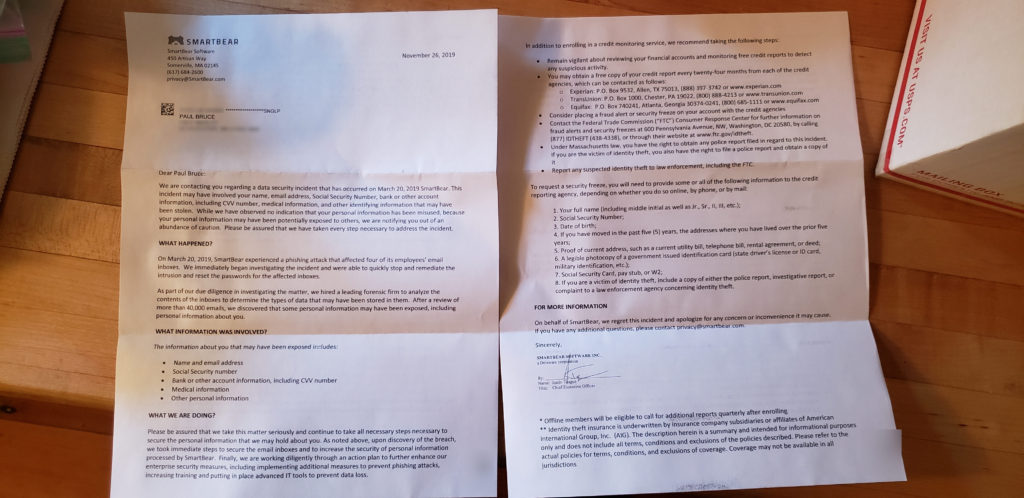 SMARTBEAR
SmartBear Software
450 Artisan Way
Somerville, MA 02145
(617) 684-2600
privacy@SmartBear.com
November 26, 2019
SNGLP
PAUL BRUCE
Dear Paul Bruce:
We are contacting you regarding a data security incident that has occurred on March 20, 2019 SmartBear. This
incident may have involved your name, email address, Social Security Number, bank or other account
information, including CVV number, medical information, and other identifying information that may have
been stolen. While we have observed no indication that your personal information has been misused, because
your personal information may have been potentially exposed to others, we are notifying you out of an
abundance of caution. Please be assured that we have taken every step necessary to address the incident.
WHAT HAPPENED?
On March 20, 2019, SmartBear experienced a phishing attack that affected four of its employees' email
inboxes. We immediately began investigating the incident and were able to quickly stop and remediate the
intrusion and reset the passwords for the affected inboxes.
As part of our due diligence in investigating the matter, we hired a leading forensic firm to analyze the
contents of the inboxes to determine the types of data that may have been stored in them. After a review of
more than 40,000 emails, we discovered that some personal information may have been exposed, including
personal information about you.
WHAT INFORMATION WAS INVOLVED?
The information about you that may have been exposed includes:
• Name and email address
• Social Security number
• Bank or other account information, including CVV number
• Medical information
• Other personal information
WHAT WE ARE DOING?
Please be assured that we take this matter seriously and continue to take all necessary steps necessary to
secure the personal information that we may hold about you. As noted above, upon discovery of the breach,
we took immediate steps to secure the email inboxes and to increase the security of personal information
processed by SmartBear. Finally, we are working diligently through an action plan to further enhance our
enterprise security measures, including implementing additional measures to prevent phishing attacks,
increasing training and putting in place advanced IT tools to prevent data loss.
In addition to enrolling in a credit monitoring service, we recommend taking the following steps:
• Remain vigilant about reviewing your financial accounts and monitoring free credit reports to detect
any suspicious activity.
• You may obtain a free copy of your credit report every twenty-four months from each of the credit
agencies, which can be contacted as follows:
o Experian: P.O. Box 9532, Allen, TX 75013, (888) 397-3742 or www.experian.com
o TransUnion: P.O. Box 1000, Chester, PA 19022, (800) 888-4213 or www.transunion.com
o Equifax: P.O. Box 740241, Atlanta, Georgia 30374-0241, (800) 685-1111 or www.equifax.com
• Consider placing a fraud alert or security freeze on your account with the credit agencies
• Contact the Federal Trade Commission ("FTC") Consumer Response Center for further information on
fraud alerts and security freezes at 600 Pennsylvania Avenue, NW, Washington, DC 20580, by calling
(877) IDTHEFT (438-4338), or through their website at www.ftc.gov/idtheft.
• Under Massachusetts law, you have the right to obtain any police report filed in regard to this incident.
If you are the victim of identity theft, you also have the right to file a police report and obtain a copy of
it
• Report any suspected identity theft to law enforcement, including the FTC.
To request a security freeze, you will need to provide some or all of the following information to the credit
reporting agency, depending on whether you do so online, by phone, or by mail:
1. Your full name (including middle initial as well as Jr., Sr., II, III, etc.);
2. Social Security Number;
3. Date of birth;
4. If you have moved in the past five (5) years, the addresses where you have lived over the prior five
years;
5. Proof of current address, such as a current utility bill, telephone bill, rental agreement, or deed;
6. A legible photocopy of a government issued identification card (state driver's license or ID card,
military identification, etc.);
7. Social Security Card, pay stub, or W2;
8. If you are a victim of identity theft, include a copy of either the police report, investigative report, or
complaint to a law enforcement agency concerning identity theft.
FOR MORE INFORMATION
On behalf of SmartBear, we regret this incident and apologize for any concern or inconvenience it may cause.
If you have any additional questions, please contact privacy@smartbear.com.
Sincerely,
SMARTBEAR SOFTWARE INC.
a Delaware corporation
By:
Name: Justin Teague
Title: Chief Executive Officer
* Offline members will be eligible to call for additional reports quarterly after enrolling
** Identity theft insurance is underwritten by insurance company subsidiaries or affiliates of American
International Group, Inc. (AIG). The description herein is a summary and intended for informational purposes
only and does not include all terms, conditions and exclusions of the policies described. Please refer to the
actual policies for terms, conditions, and exclusions of coverage. Coverage may not be available in all
jurisdictions.
VISIT US AT USPS.COM
MAILING BOX